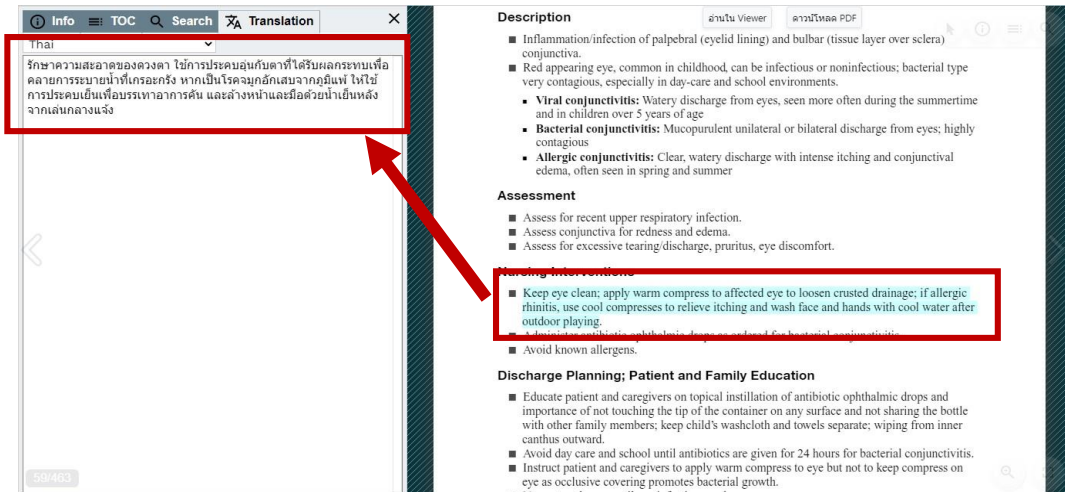 Info TOC Search Translation
Thai
รักษาความสะอาดของดวงตา ใช้การประคบอุ่นกับตาที่ได้รับผลกระทบเพื่อ
คลายการระบายน้ำที่เกรอะกรัง หากเป็นโรคจมูกอักเสบจากภูมิแพ้ ให้ใช้
การประคบเย็นเพื่อบรรเทาอาการคัน และล้างหน้าและมือด้วยน้ำเย็นหลัง
จากเล่นกลางแจ้ง
59/463
อ่านใน Viewer ดาวน์โหลด PDF
Description
Inflammation/infection of palpebral (eyelid lining) and bulbar (tissue layer over sclera)
conjunctiva.
Red appearing eye, common in childhood, can be infectious or noninfectious; bacterial type
very contagious, especially in day-care and school environments.
Viral conjunctivitis: Watery discharge from eyes, seen more often during the summertime
and in children over 5 years of age
Bacterial conjunctivitis: Mucopurulent unilateral or bilateral discharge from eyes; highly
contagious
Allergic conjunctivitis: Clear, watery discharge with intense itching and conjunctival
edema, often seen in spring and summer
Assessment
Assess for recent upper respiratory infection.
Assess conjunctiva for redness and edema.
Assess for excessive tearing/discharge, pruritus, eye discomfort.
Nursing Interventions
Keep eye clean; apply warm compress to affected eye to loosen crusted drainage; if allergic
rhinitis, use cool compresses to relieve itching and wash face and hands with cool water after
outdoor playing.
Administer antibiotic ophthalmic drops as ordered for bacterial conjunctivitis.
Avoid known allergens.
Discharge Planning; Patient and Family Education
Educate patient and caregivers on topical instillation of antibiotic ophthalmic drops and
importance of not touching the tip of the container on any surface and not sharing the bottle
with other family members; keep child's washcloth and towels separate; wiping from inner
canthus outward.
Avoid day care and school until antibiotics are given for 24 hours for bacterial conjunctivitis.
Instruct patient and caregivers to apply warm compress to eye but not to keep compress on
eye as occlusive covering promotes bacterial growth.